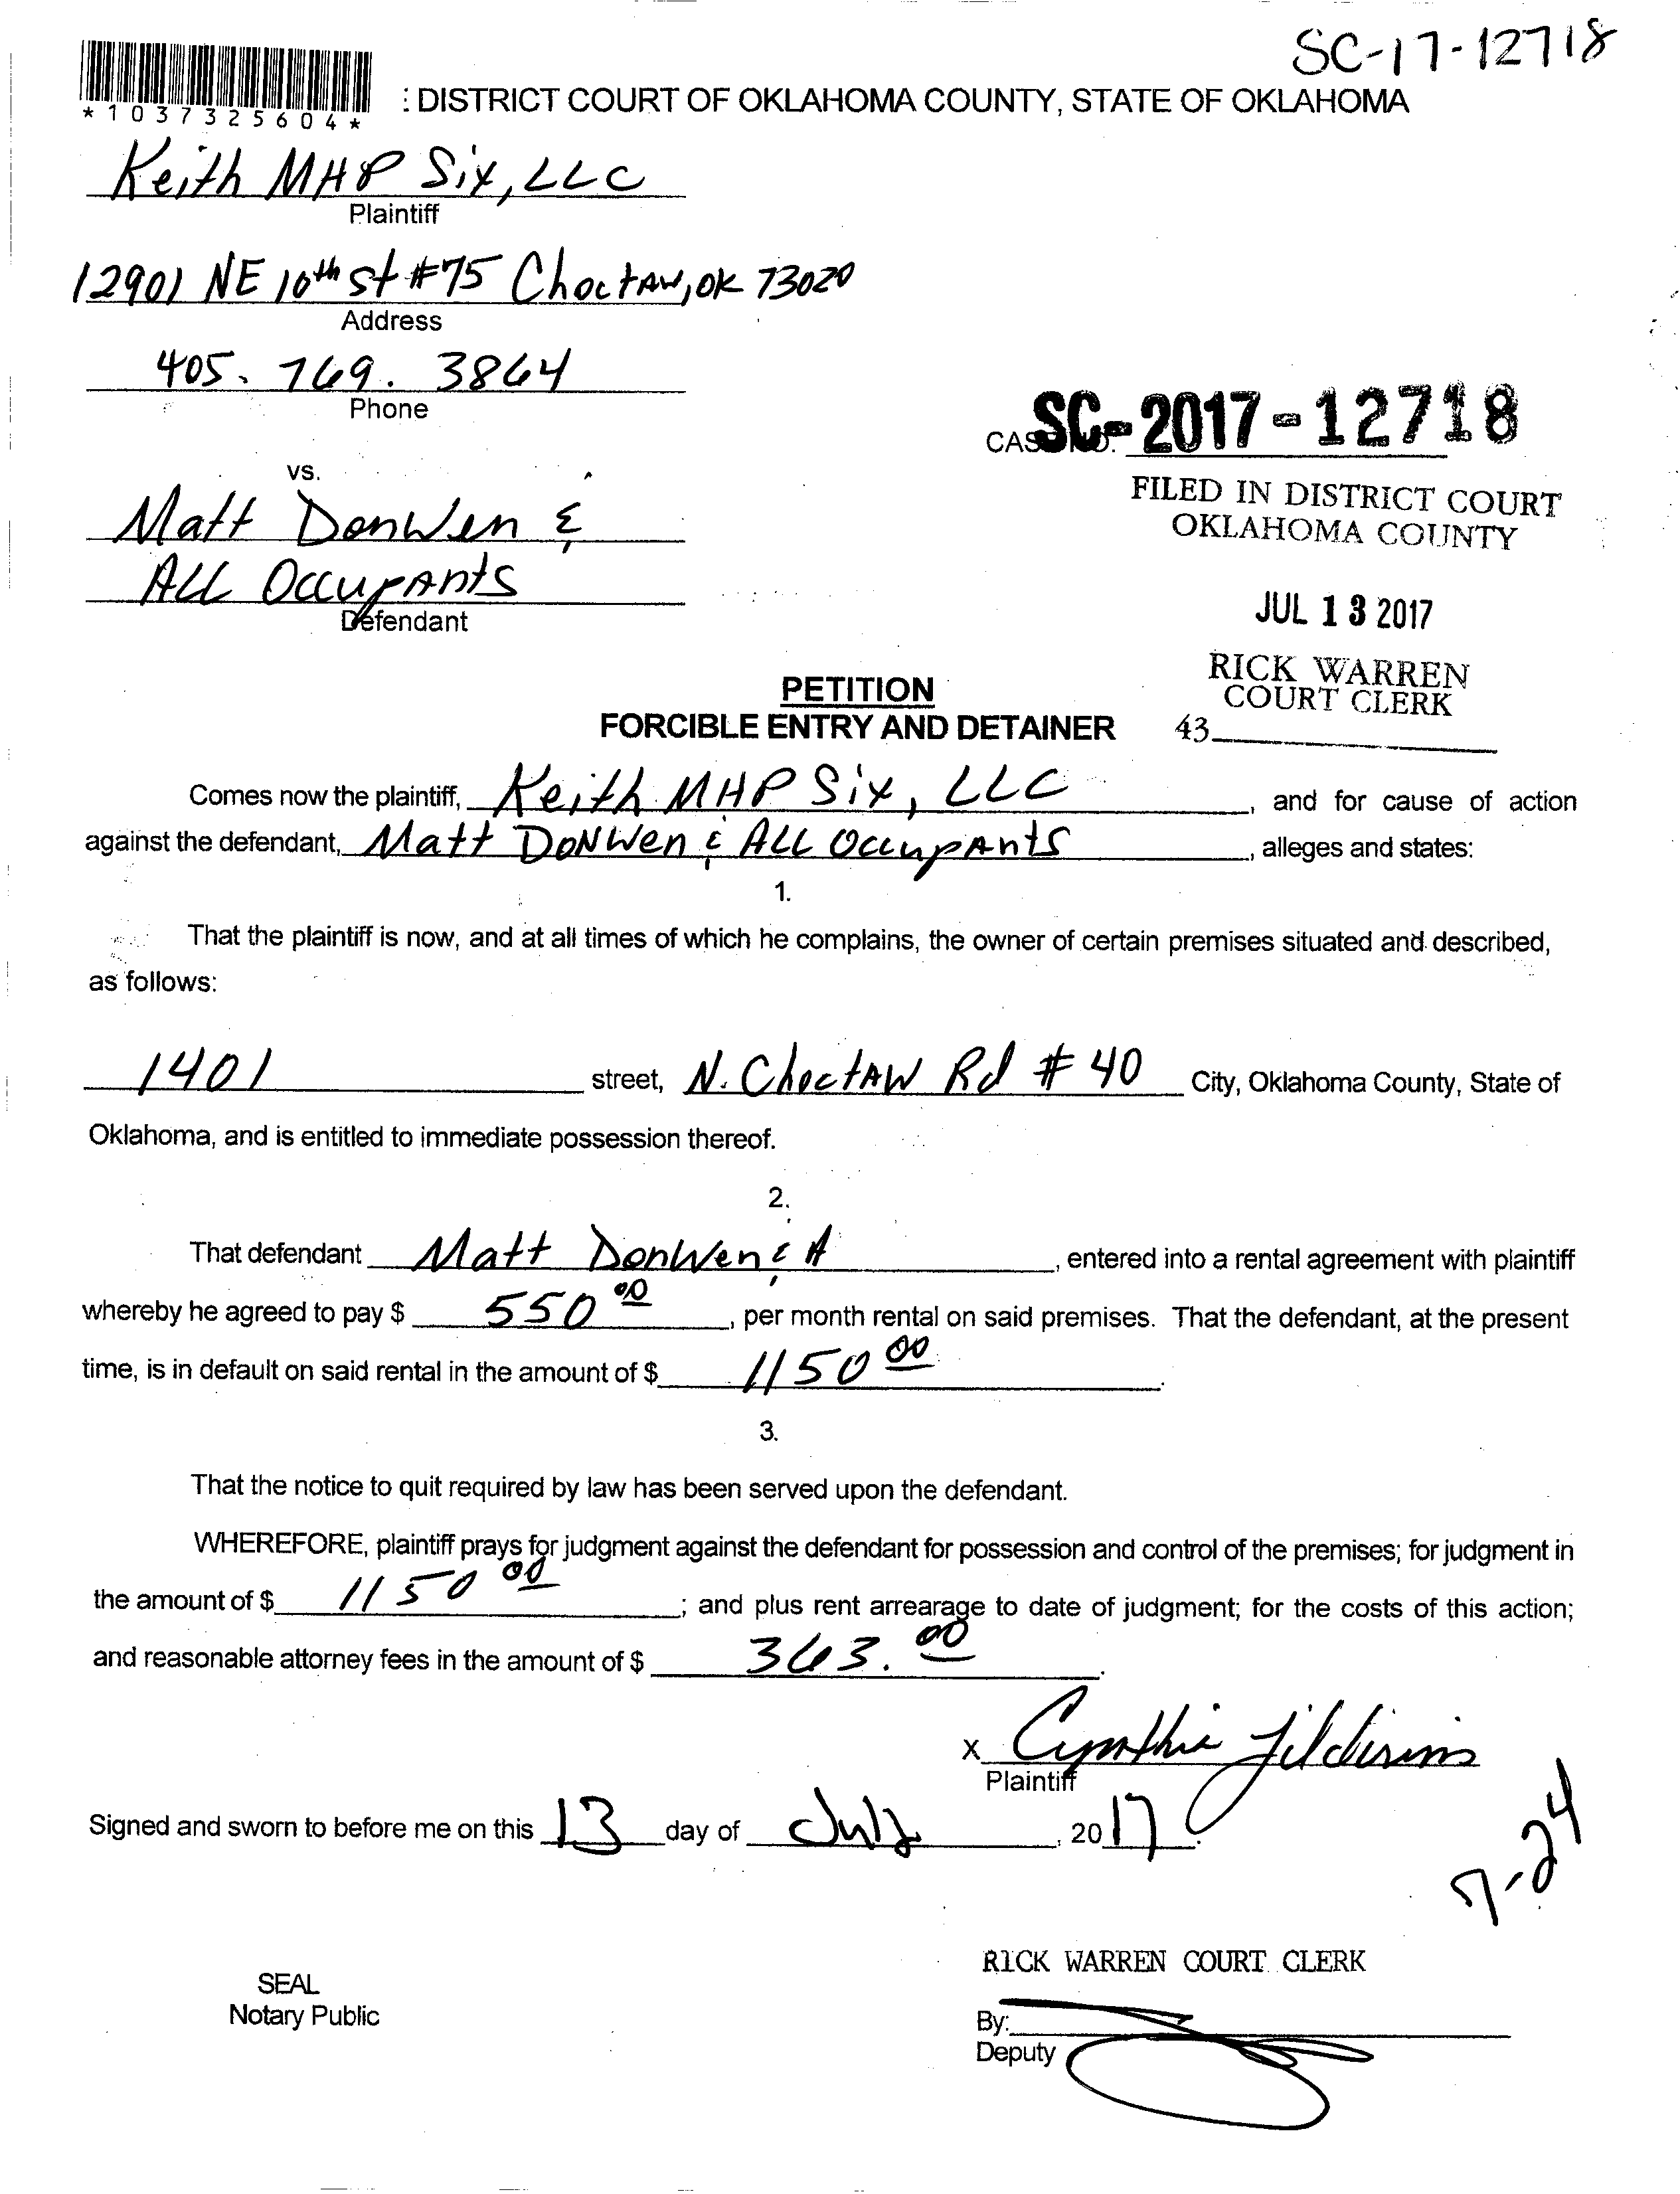 SC-17-12718
*1037325604*
: DISTRICT COURT OF OKLAHOMA COUNTY, STATE OF OKLAHOMA
Keith MHP Six, LLC
Plaintiff
12901 NE 10th st #75 Choctaw, OK 73020
Address
405. 769. 3864
Phone
SC-2017-12718
vs.
FILED IN DISTRICT COURT
OKLAHOMA COUNTY
Matt DonWen &
ALL Occupants
Defendant
JUL 13 2017
RICK WARREN
COURT CLERK
43
PETITION
FORCIBLE ENTRY AND DETAINER
Comes now the plaintiff, Keith MHP Six, LLC, and for cause of action
against the defendant, Matt DonWen & ALL Occupants, alleges and states:
1.
That the plaintiff is now, and at all times of which he complains, the owner of certain premises situated and described,
as follows:
1401 street, N. Choctaw Rd # 40 City, Oklahoma County, State of
Oklahoma, and is entitled to immediate possession thereof.
2.
That defendant Matt DonWen & A, entered into a rental agreement with plaintiff
whereby he agreed to pay $ 550 00, per month rental on said premises. That the defendant, at the present
time, is in default on said rental in the amount of $ 1150 00.
3.
That the notice to quit required by law has been served upon the defendant.
WHEREFORE, plaintiff prays for judgment against the defendant for possession and control of the premises; for judgment in
the amount of $ 1150 00; and plus rent arrearage to date of judgment; for the costs of this action;
and reasonable attorney fees in the amount of $ 363. 00.
X Cynthia
Plaintiff
Signed and sworn to before me on this 13 day of July, 2017.
7-24
RICK WARREN COURT CLERK
SEAL
Notary Public
By:
Deputy